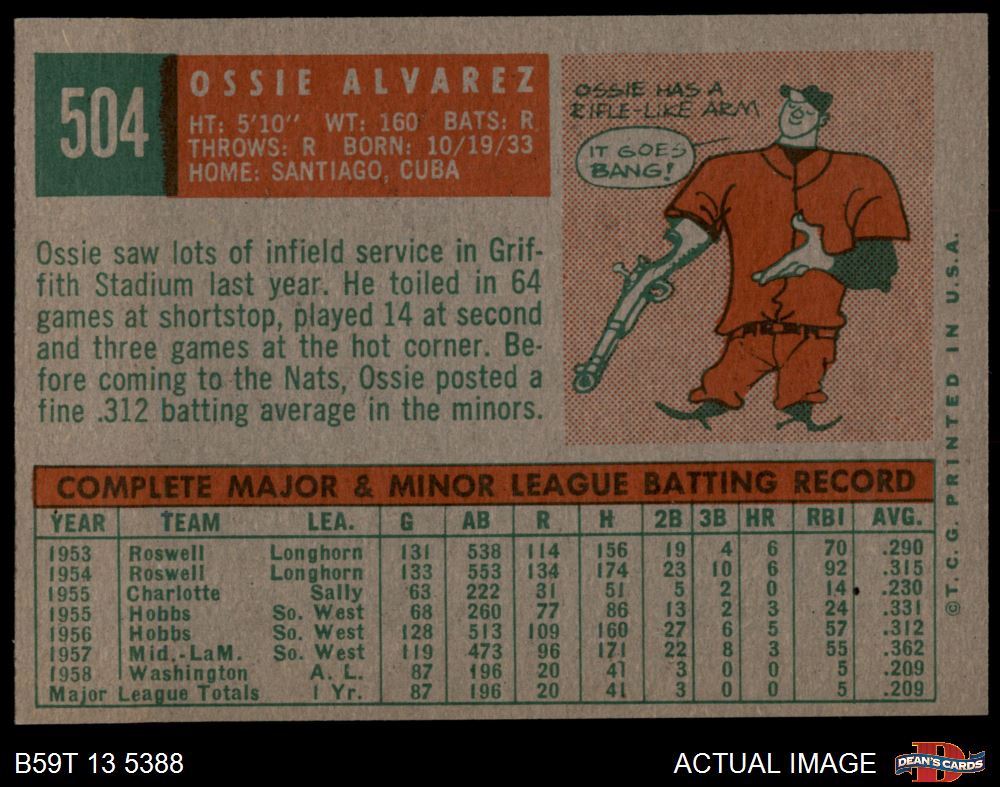 504
OSSIE ALVAREZ
HT: 5'10" WT: 160 BATS: R
THROWS: R BORN: 10/19/33
HOME: SANTIAGO, CUBA
OSSIE HAS A
RIFLE-LIKE ARM
IT GOES
BANG!
Ossie saw lots of infield service in Grif-
fith Stadium last year. He toiled in 64
games at shortstop, played 14 at second
and three games at the hot corner. Be-
fore coming to the Nats, Ossie posted a
fine .312 batting average in the minors.
COMPLETE MAJOR & MINOR LEAGUE BATTING RECORD
YEAR TEAM LEA. G AB R H 2B 3B HR RBI AVG.
1953 Roswell Longhorn 131 538 114 156 19 4 6 70 .290
1954 Roswell Longhorn 133 553 134 174 23 10 6 92 .315
1955 Charlotte Sally 63 222 31 51 5 2 0 14 .230
1955 Hobbs So. West 68 260 77 86 13 2 3 24 .331
1956 Hobbs So. West 128 513 109 160 27 6 5 57 .312
1957 Mid.-LaM. So. West 119 473 96 171 22 8 3 55 .362
1958 Washington A. L. 87 196 20 41 3 0 0 5 .209
Major League Totals 1 Yr. 87 196 20 41 3 0 0 5 .209
© T. C. G. PRINTED IN U.S.A.
B59T 13 5388
ACTUAL IMAGE
D
DEAN'S CARDS